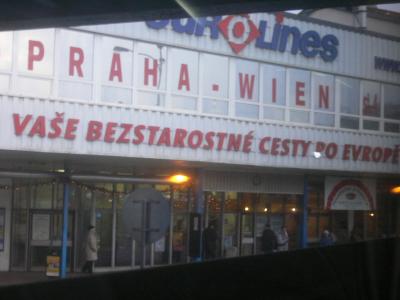 euroLines
PRAHA - WIEN
VAŠE BEZSTAROSTNÉ CESTY PO EVROPĚ